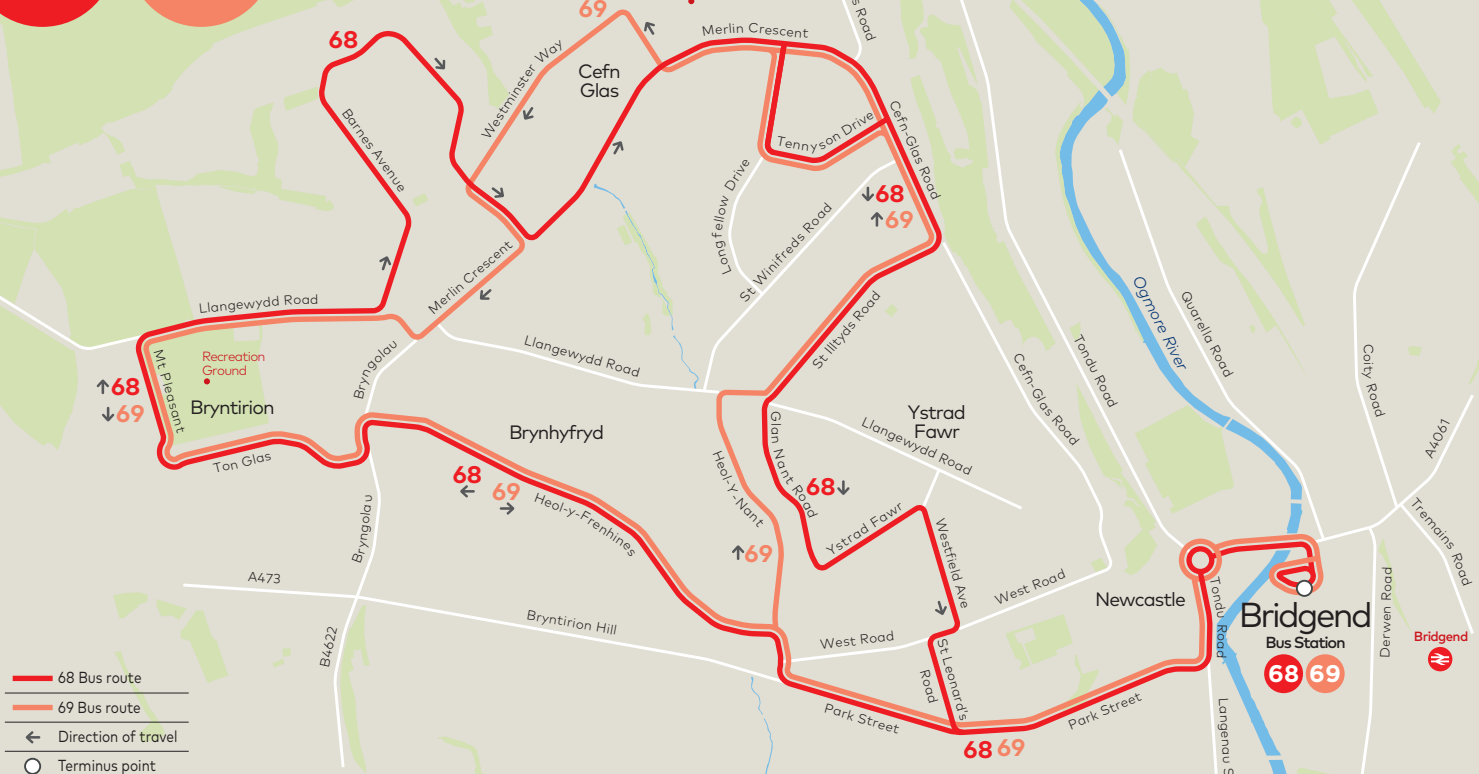 69
s Road
Merlin Crescent
68
Westminster Way
Cefn
Glas
Barnes Avenue
Tennyson Drive
Cefn-Glas Road
Longfellow Drive
68
69
St Winifreds Road
Merlin Crescent
Llangewydd Road
Ogmore River
Quarella Road
St Illtyds Road
Tondu Road
Cefn-Glas Road
Coity Road
Recreation
Ground
Mt Pleasant
Bryntirion
68
69
Bryngolau
Llangewydd Road
Brynhyfryd
Ystrad
Fawr
Llangewydd Road
Glan Nant Road
A4061
Ton Glas
68
69
Heol-y-Frenhines
Heol-Y-Nant
68
Ystrad Fawr
Tremains Road
Bryngolau
69
Westfield Ave
A473
West Road
Newcastle
Tondu Road
Bridgend
Bus Station
68 69
Derwen Road
Bridgend
Bryntirion Hill
West Road
B4622
St Leonard's
Road
Park Street
Park Street
Langenau S
68 69
68 Bus route
69 Bus route
Direction of travel
Terminus point